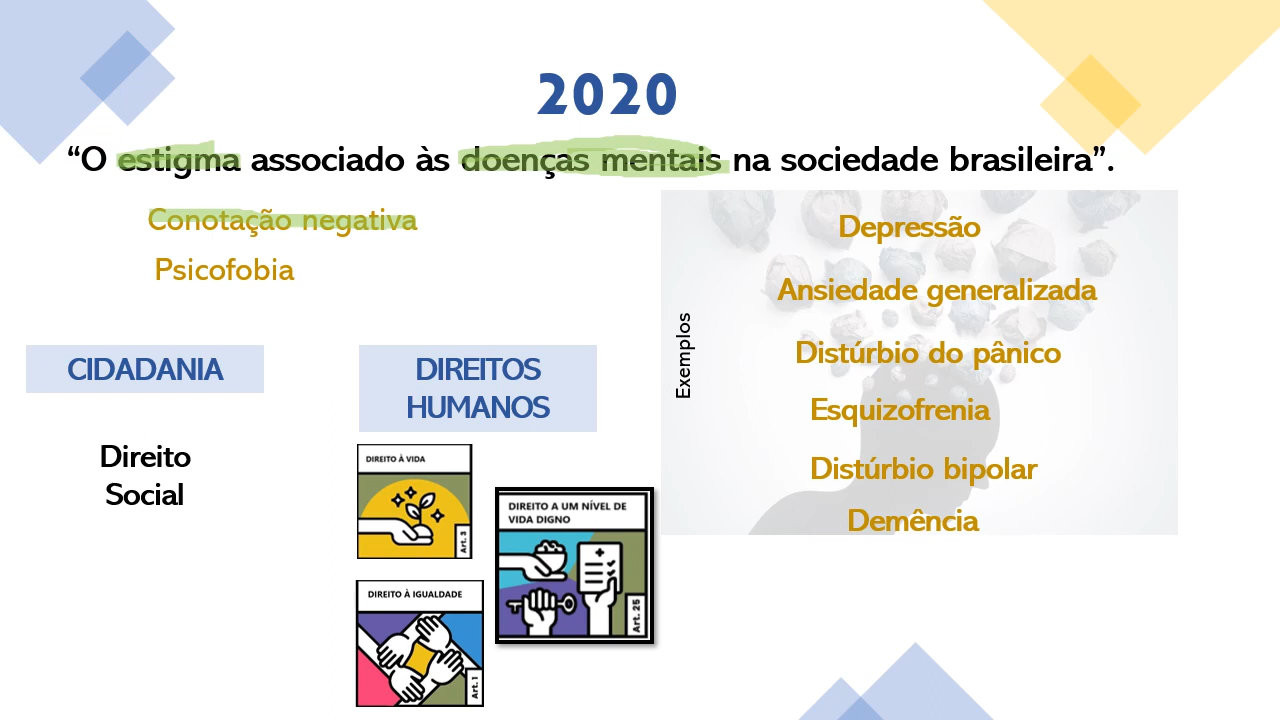 2020
“O estigma associado às doenças mentais na sociedade brasileira”.
Conotação negativa
Psicofobia
CIDADANIA
Direito
Social
DIREITOS
HUMANOS
DIREITO À VIDA
Art. 3
DIREITO A UM NÍVEL DE
VIDA DIGNO
Art. 25
DIREITO À IGUALDADE
Art. 1
Exemplos
Depressão
Ansiedade generalizada
Distúrbio do pânico
Esquizofrenia
Distúrbio bipolar
Demência